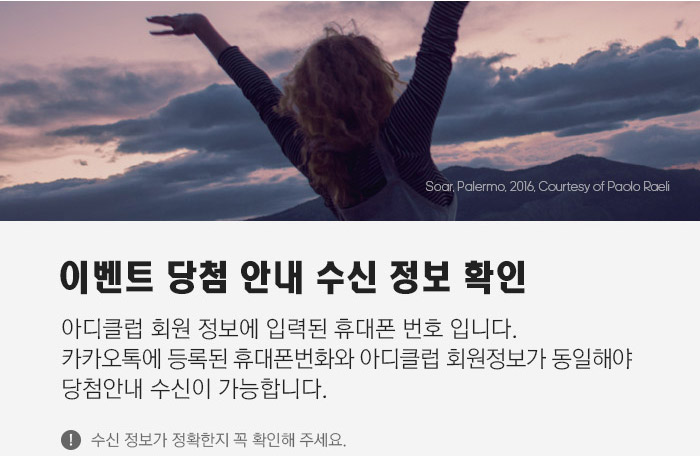 Soar, Palermo, 2016, Courtesy of Paolo Raeli
이벤트 당첨 안내 수신 정보 확인
아디클럽 회원 정보에 입력된 휴대폰 번호 입니다.
카카오톡에 등록된 휴대폰번화와 아디클럽 회원정보가 동일해야
당첨안내 수신이 가능합니다.
! 수신 정보가 정확한지 꼭 확인해 주세요.